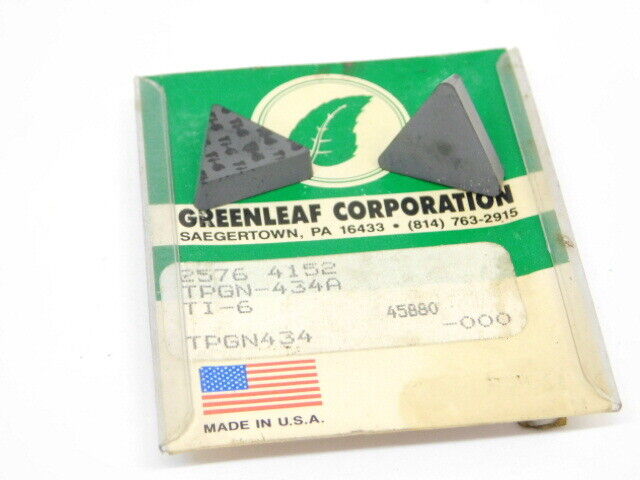 GREENLEAF CORPORATION
SAEGERTOWN, PA 16433 • (814) 763-2915
2576 4152
TPGN-434A
TI-6 45880 -000
TPGN434
MADE IN U.S.A.